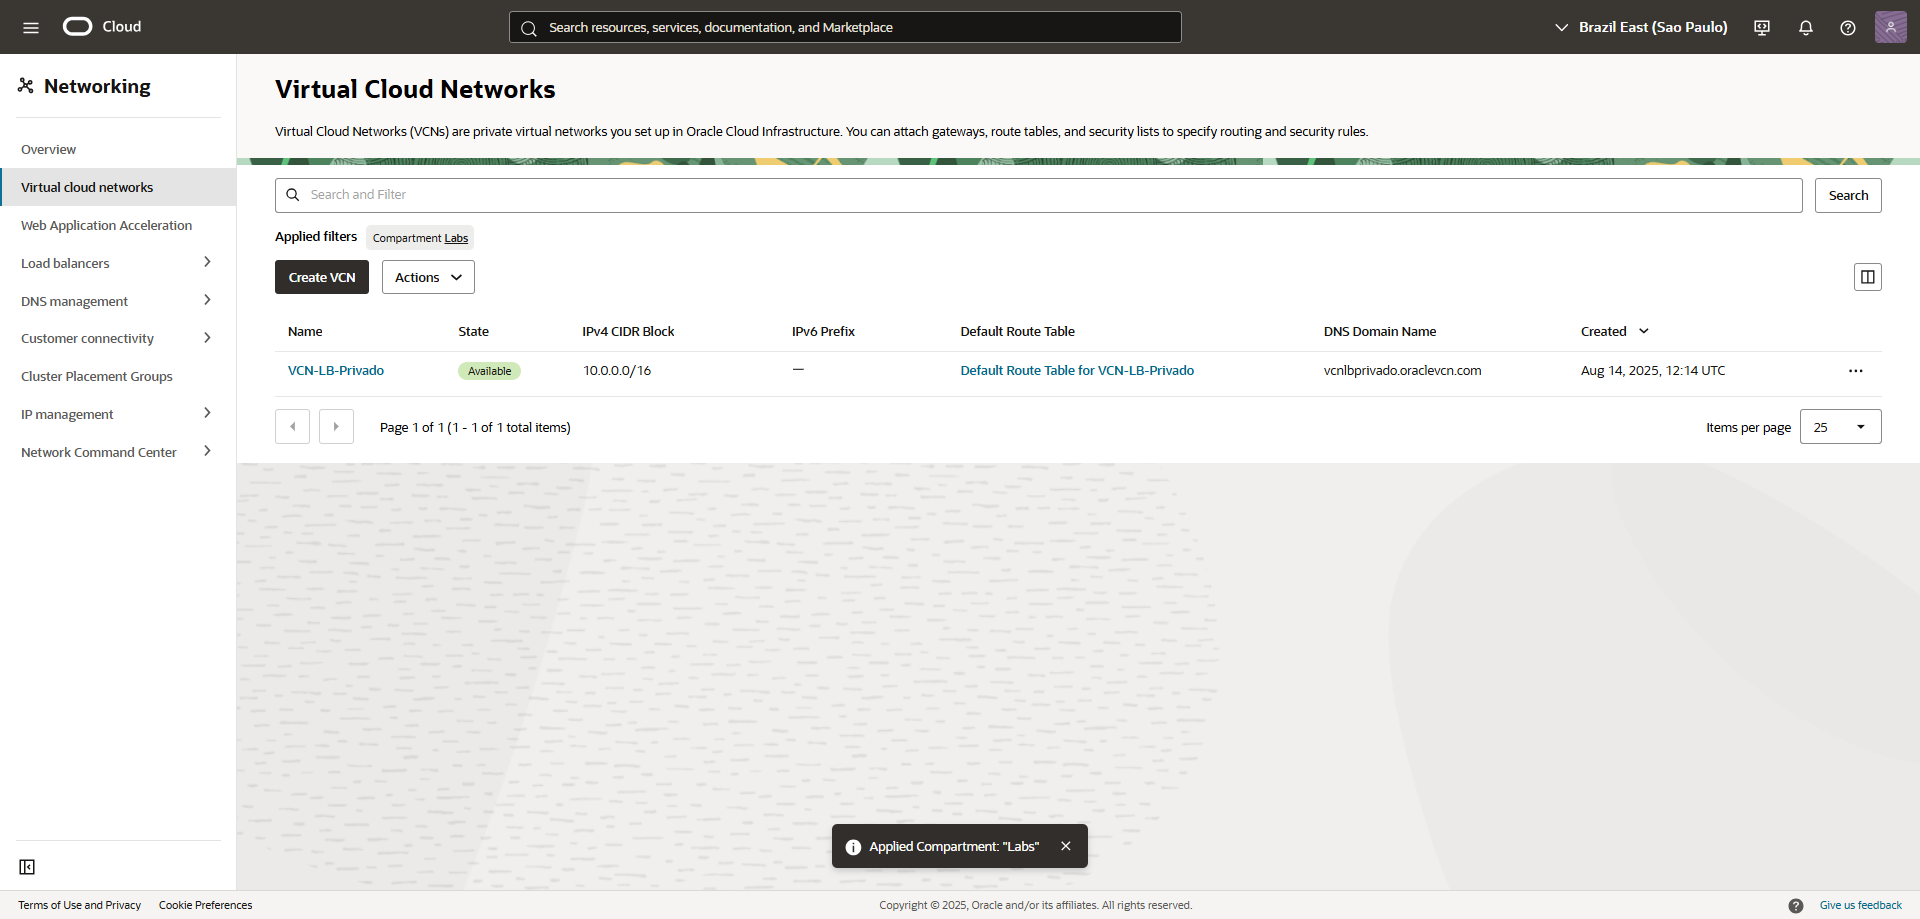 Cloud
Search resources, services, documentation, and Marketplace
Brazil East (Sao Paulo)
Networking
Overview
Virtual cloud networks
Web Application Acceleration
Load balancers
DNS management
Customer connectivity
Cluster Placement Groups
IP management
Network Command Center
Virtual Cloud Networks
Virtual Cloud Networks (VCNs) are private virtual networks you set up in Oracle Cloud Infrastructure. You can attach gateways, route tables, and security lists to specify routing and security rules.
Search and Filter
Search
Applied filters Compartment Labs
Create VCN Actions
Name State IPv4 CIDR Block IPv6 Prefix Default Route Table DNS Domain Name Created
VCN-LB-Privado Available 10.0.0.0/16 — Default Route Table for VCN-LB-Privado vcnlbprivado.oraclevcn.com Aug 14, 2025, 12:14 UTC
Page 1 of 1 (1 - 1 of 1 total items) Items per page 25
Applied Compartment: "Labs"
Terms of Use and Privacy Cookie Preferences Copyright © 2025, Oracle and/or its affiliates. All rights reserved. Give us feedback